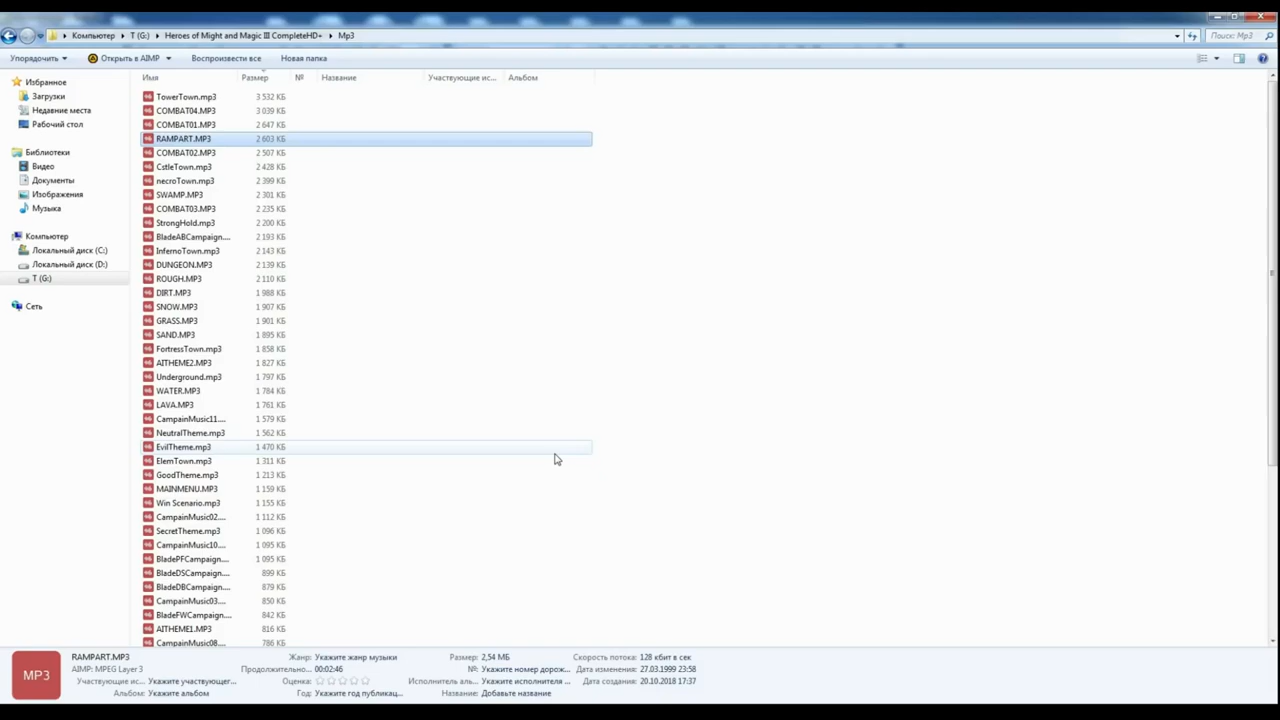 Компьютер ▸ T (G:) ▸ Heroes of Might and Magic III CompleteHD+ ▸ Mp3
Поиск: Mp3
Упорядочить Открыть в AIMP Воспроизвести все Новая папка
Имя Размер № Название Участвующие ис... Альбом
Избранное
Загрузки
Недавние места
Рабочий стол
Библиотеки
Видео
Документы
Изображения
Музыка
Компьютер
Локальный диск (C:)
Локальный диск (D:)
T (G:)
Сеть
TowerTown.mp3 3 532 КБ
COMBAT04.MP3 3 039 КБ
COMBAT01.MP3 2 647 КБ
RAMPART.MP3 2 603 КБ
COMBAT02.MP3 2 507 КБ
CstleTown.mp3 2 428 КБ
necroTown.mp3 2 399 КБ
SWAMP.MP3 2 301 КБ
COMBAT03.MP3 2 235 КБ
StrongHold.mp3 2 200 КБ
BladeABCampaign.... 2 193 КБ
InfernoTown.mp3 2 143 КБ
DUNGEON.MP3 2 139 КБ
ROUGH.MP3 2 110 КБ
DIRT.MP3 1 988 КБ
SNOW.MP3 1 907 КБ
GRASS.MP3 1 901 КБ
SAND.MP3 1 895 КБ
FortressTown.mp3 1 858 КБ
AITHEME2.MP3 1 827 КБ
Underground.mp3 1 797 КБ
WATER.MP3 1 784 КБ
LAVA.MP3 1 761 КБ
CampainMusic11.... 1 579 КБ
NeutralTheme.mp3 1 562 КБ
EvilTheme.mp3 1 470 КБ
ElemTown.mp3 1 311 КБ
GoodTheme.mp3 1 213 КБ
MAINMENU.MP3 1 159 КБ
Win Scenario.mp3 1 155 КБ
CampainMusic02.... 1 112 КБ
SecretTheme.mp3 1 096 КБ
CampainMusic10.... 1 095 КБ
BladePFCampaign.... 1 095 КБ
BladeDSCampaign.... 899 КБ
BladeDBCampaign.... 879 КБ
CampainMusic03.... 850 КБ
BladeFWCampaign.... 842 КБ
AITHEME1.MP3 816 КБ
CampainMusic08.... 786 КБ
MP3
RAMPART.MP3 Жанр: Укажите жанр музыки Размер: 2,54 МБ Скорость потока: 128 кбит в сек
AIMP: MPEG Layer 3 Продолжительно... 00:02:46 №: Укажите номер дорож... Дата изменения: 27.03.1999 23:58
Участвующие ис... Укажите участвующег... Оценка: Исполнитель аль... Укажите исполнителя ... Дата создания: 20.10.2018 17:37
Альбом: Укажите альбом Год: Укажите год публикац... Название: Добавьте название